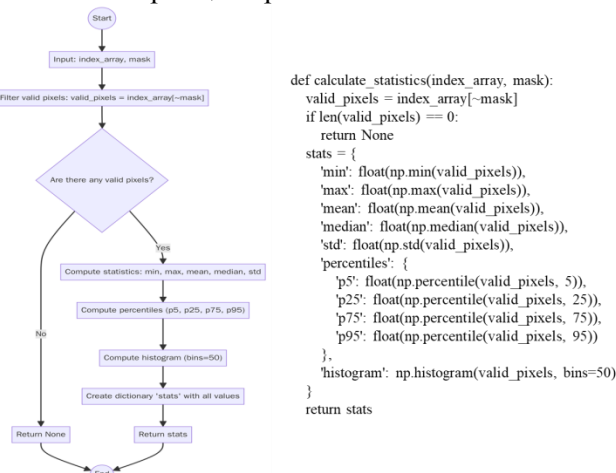 Start
Input: index_array, mask
Filter valid pixels: valid_pixels = index_array[~mask]
Are there any valid pixels?
Yes
Compute statistics: min, max, mean, median, std
Compute percentiles (p5, p25, p75, p95)
No
Compute histogram (bins=50)
Create dictionary 'stats' with all values
Return None
Return stats
End
def calculate_statistics(index_array, mask):
valid_pixels = index_array[~mask]
if len(valid_pixels) == 0:
return None
stats = {
'min': float(np.min(valid_pixels)),
'max': float(np.max(valid_pixels)),
'mean': float(np.mean(valid_pixels)),
'median': float(np.median(valid_pixels)),
'std': float(np.std(valid_pixels)),
'percentiles': {
'p5': float(np.percentile(valid_pixels, 5)),
'p25': float(np.percentile(valid_pixels, 25)),
'p75': float(np.percentile(valid_pixels, 75)),
'p95': float(np.percentile(valid_pixels, 95))
},
'histogram': np.histogram(valid_pixels, bins=50)
}
return stats